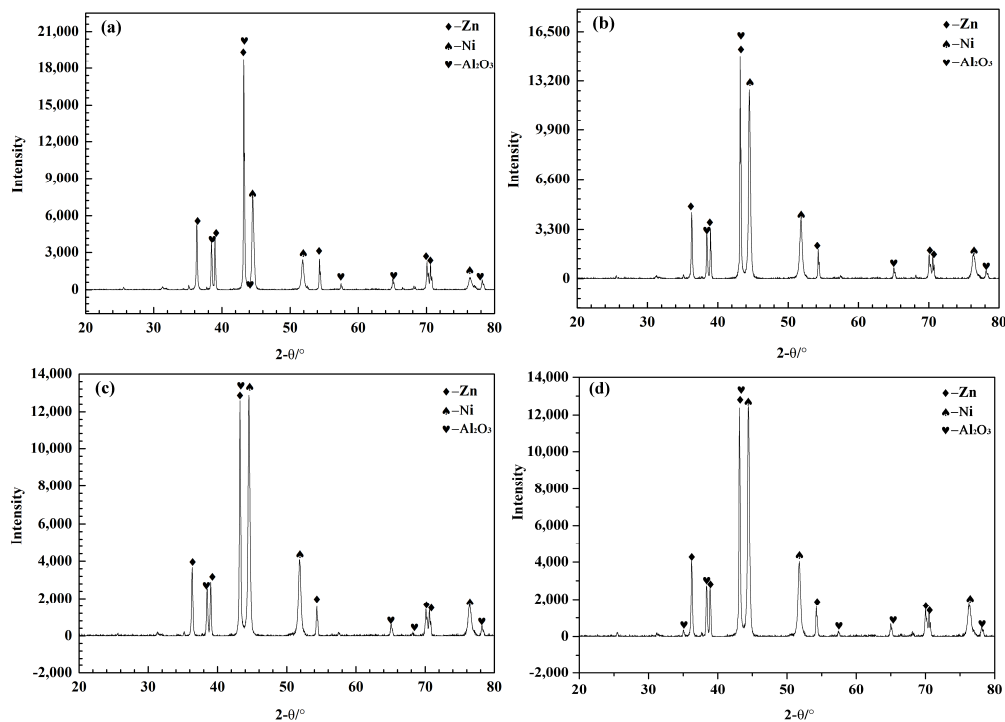 (a)
21,000
18,000
15,000
12,000
9,000
6,000
3,000
0
Intensity
20 30 40 50 60 70 80
2-θ/°
♦–Zn
♠–Ni
♥–Al₂O₃
(b)
16,500
13,200
9,900
6,600
3,300
0
Intensity
20 30 40 50 60 70 80
2-θ/°
♦–Zn
♠–Ni
♥–Al₂O₃
(c)
14,000
12,000
10,000
8,000
6,000
4,000
2,000
0
-2,000
Intensity
20 30 40 50 60 70 80
2-θ/°
♦–Zn
♠–Ni
♥–Al₂O₃
(d)
14,000
12,000
10,000
8,000
6,000
4,000
2,000
0
-2,000
Intensity
20 30 40 50 60 70 80
2-θ/°
♦–Zn
♠–Ni
♥–Al₂O₃